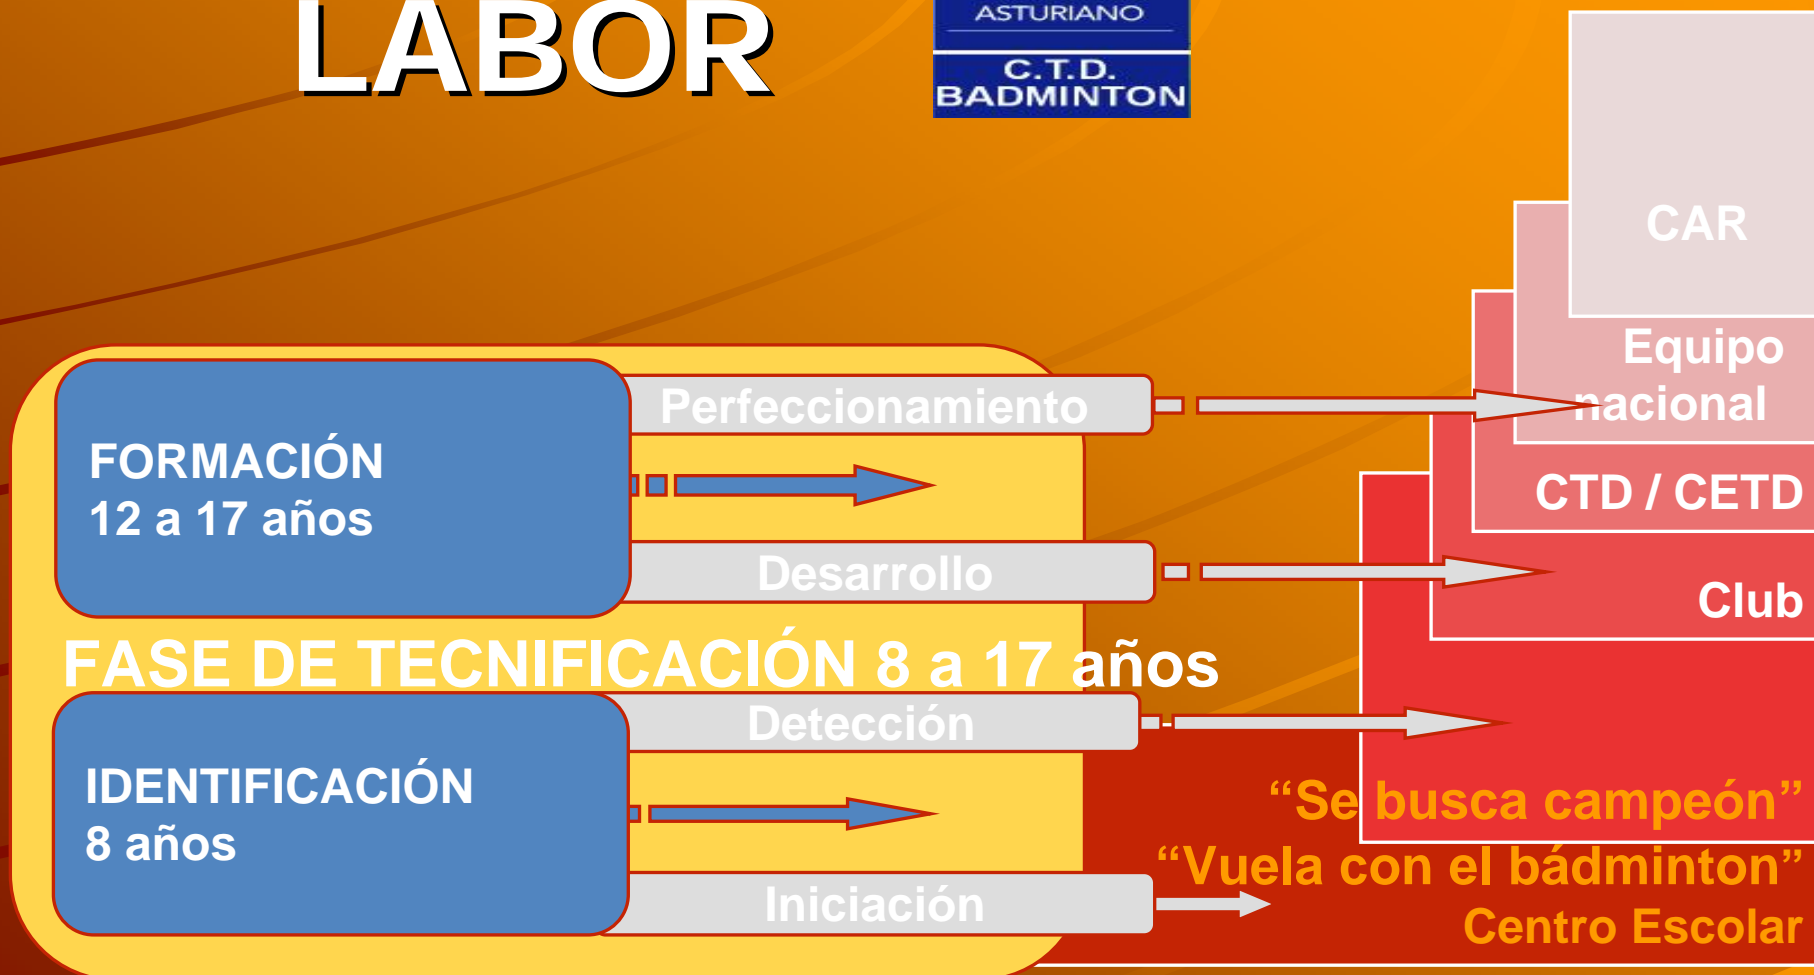 LABOR
ASTURIANO
C.T.D.
BADMINTON
CAR
Equipo
nacional
CTD / CETD
Club
Perfeccionamiento
FORMACIÓN
12 a 17 años
Desarrollo
FASE DE TECNIFICACIÓN 8 a 17 años
Detección
IDENTIFICACIÓN
8 años
Iniciación
“Se busca campeón”
“Vuela con el bádminton”
Centro Escolar